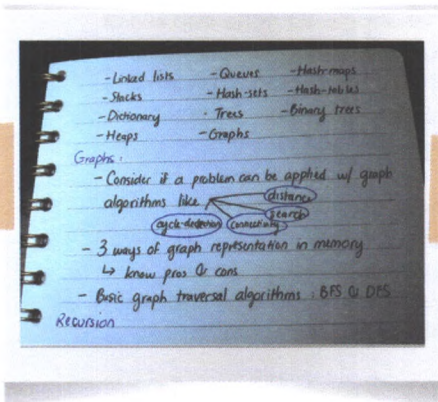 - Linked lists - Queues - Hash-maps
- Stacks - Hash-sets - Hash-tables
- Dictionary · Trees - Binary trees
- Heaps - Graphs
Graphs:
- Consider if a problem can be applied w/ graph
algorithms like distance
search
cycle-detection connectivity
- 3 ways of graph representation in memory
↳ know pros & cons
- Basic graph traversal algorithms: BFS & DFS
Recursion